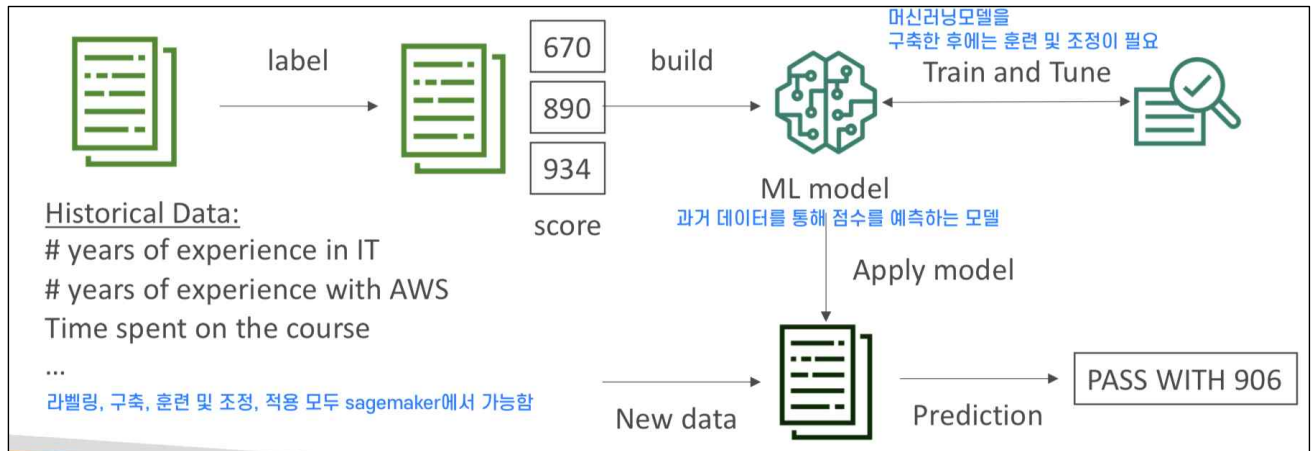 label
670
890
934
score
build
머신러닝모델을
구축한 후에는 훈련 및 조정이 필요
Train and Tune
ML model
과거 데이터를 통해 점수를 예측하는 모델
Historical Data:
# years of experience in IT
# years of experience with AWS
Time spent on the course
...
라벨링, 구축, 훈련 및 조정, 적용 모두 sagemaker에서 가능함
Apply model
New data
Prediction
PASS WITH 906